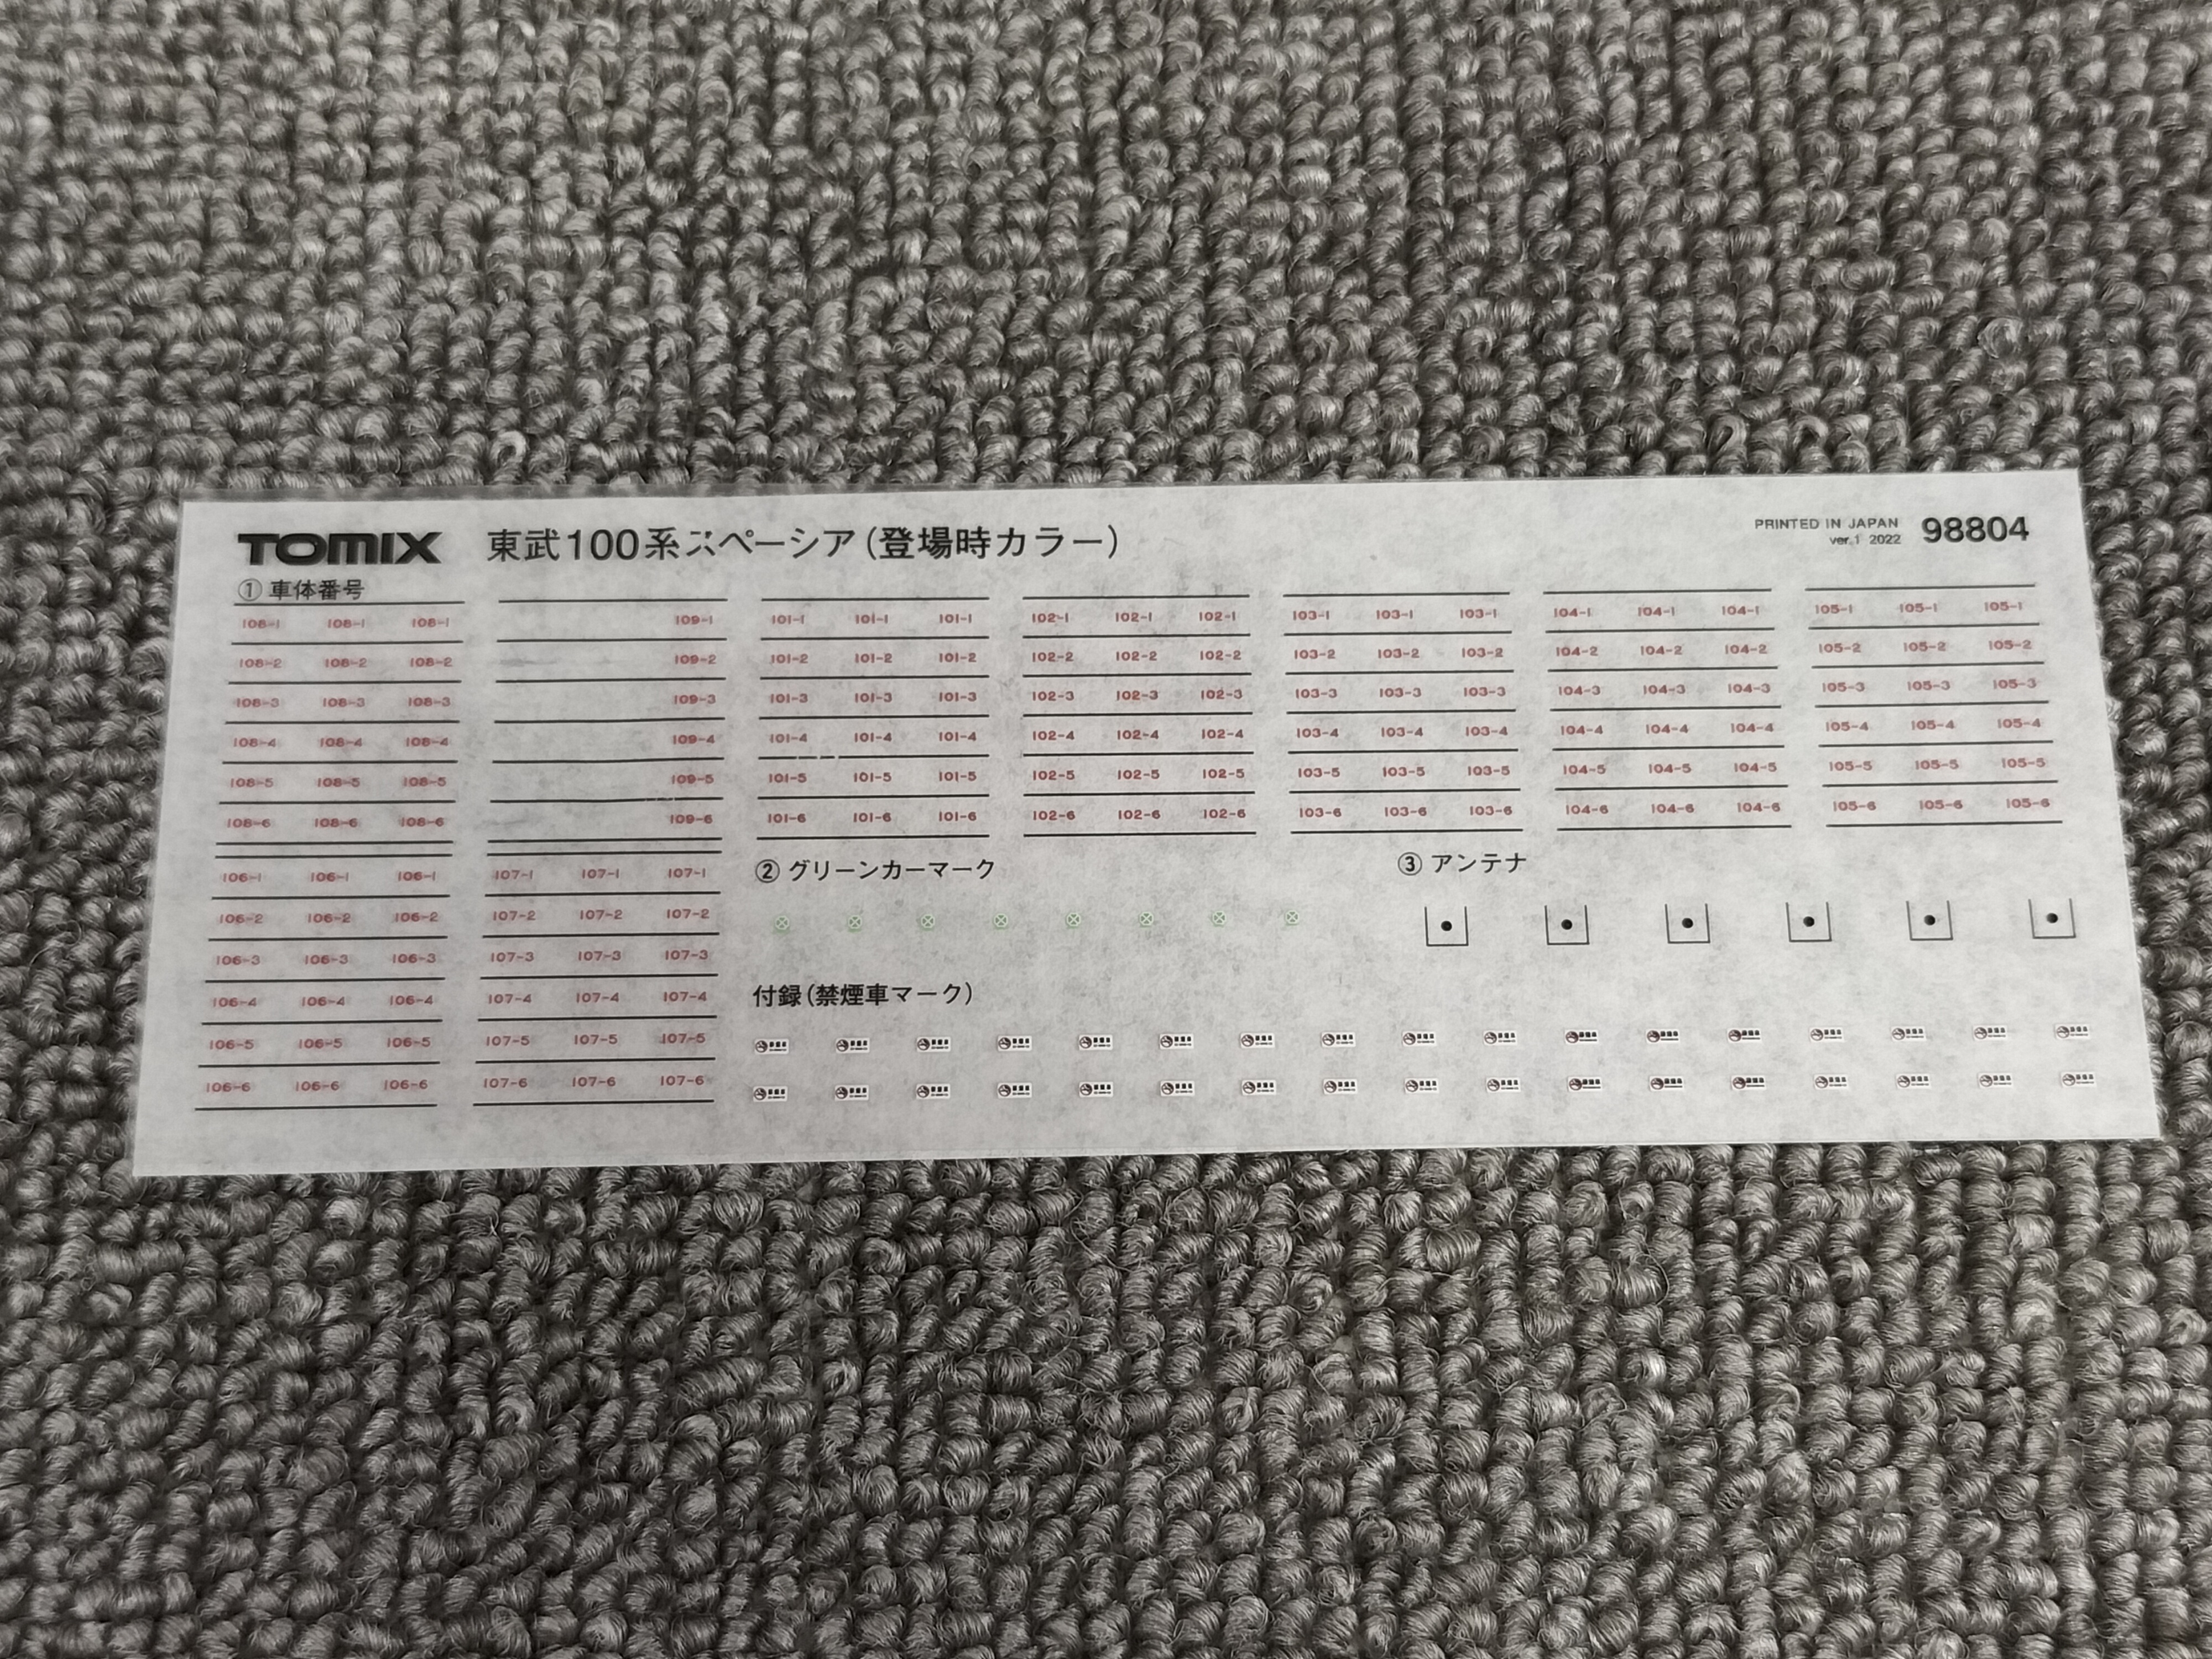 TOMIX 東武100系スペーシア(登場時カラー) PRINTED IN JAPAN ver.1 2022 98804
① 車体番号
108-1 108-1 108-1 109-1 101-1 101-1 101-1 102-1 102-1 102-1 103-1 103-1 103-1 104-1 104-1 104-1 105-1 105-1 105-1
108-2 108-2 108-2 109-2 101-2 101-2 101-2 102-2 102-2 102-2 103-2 103-2 103-2 104-2 104-2 104-2 105-2 105-2 105-2
108-3 108-3 108-3 109-3 101-3 101-3 101-3 102-3 102-3 102-3 103-3 103-3 103-3 104-3 104-3 104-3 105-3 105-3 105-3
108-4 108-4 108-4 109-4 101-4 101-4 101-4 102-4 102-4 102-4 103-4 103-4 103-4 104-4 104-4 104-4 105-4 105-4 105-4
108-5 108-5 108-5 109-5 101-5 101-5 101-5 102-5 102-5 102-5 103-5 103-5 103-5 104-5 104-5 104-5 105-5 105-5 105-5
108-6 108-6 108-6 109-6 101-6 101-6 101-6 102-6 102-6 102-6 103-6 103-6 103-6 104-6 104-6 104-6 105-6 105-6 105-6
106-1 106-1 106-1 107-1 107-1 107-1
106-2 106-2 106-2 107-2 107-2 107-2
106-3 106-3 106-3 107-3 107-3 107-3
106-4 106-4 106-4 107-4 107-4 107-4
106-5 106-5 106-5 107-5 107-5 107-5
106-6 106-6 106-6 107-6 107-6 107-6
② グリーンカーマーク
③ アンテナ
付録(禁煙車マーク)